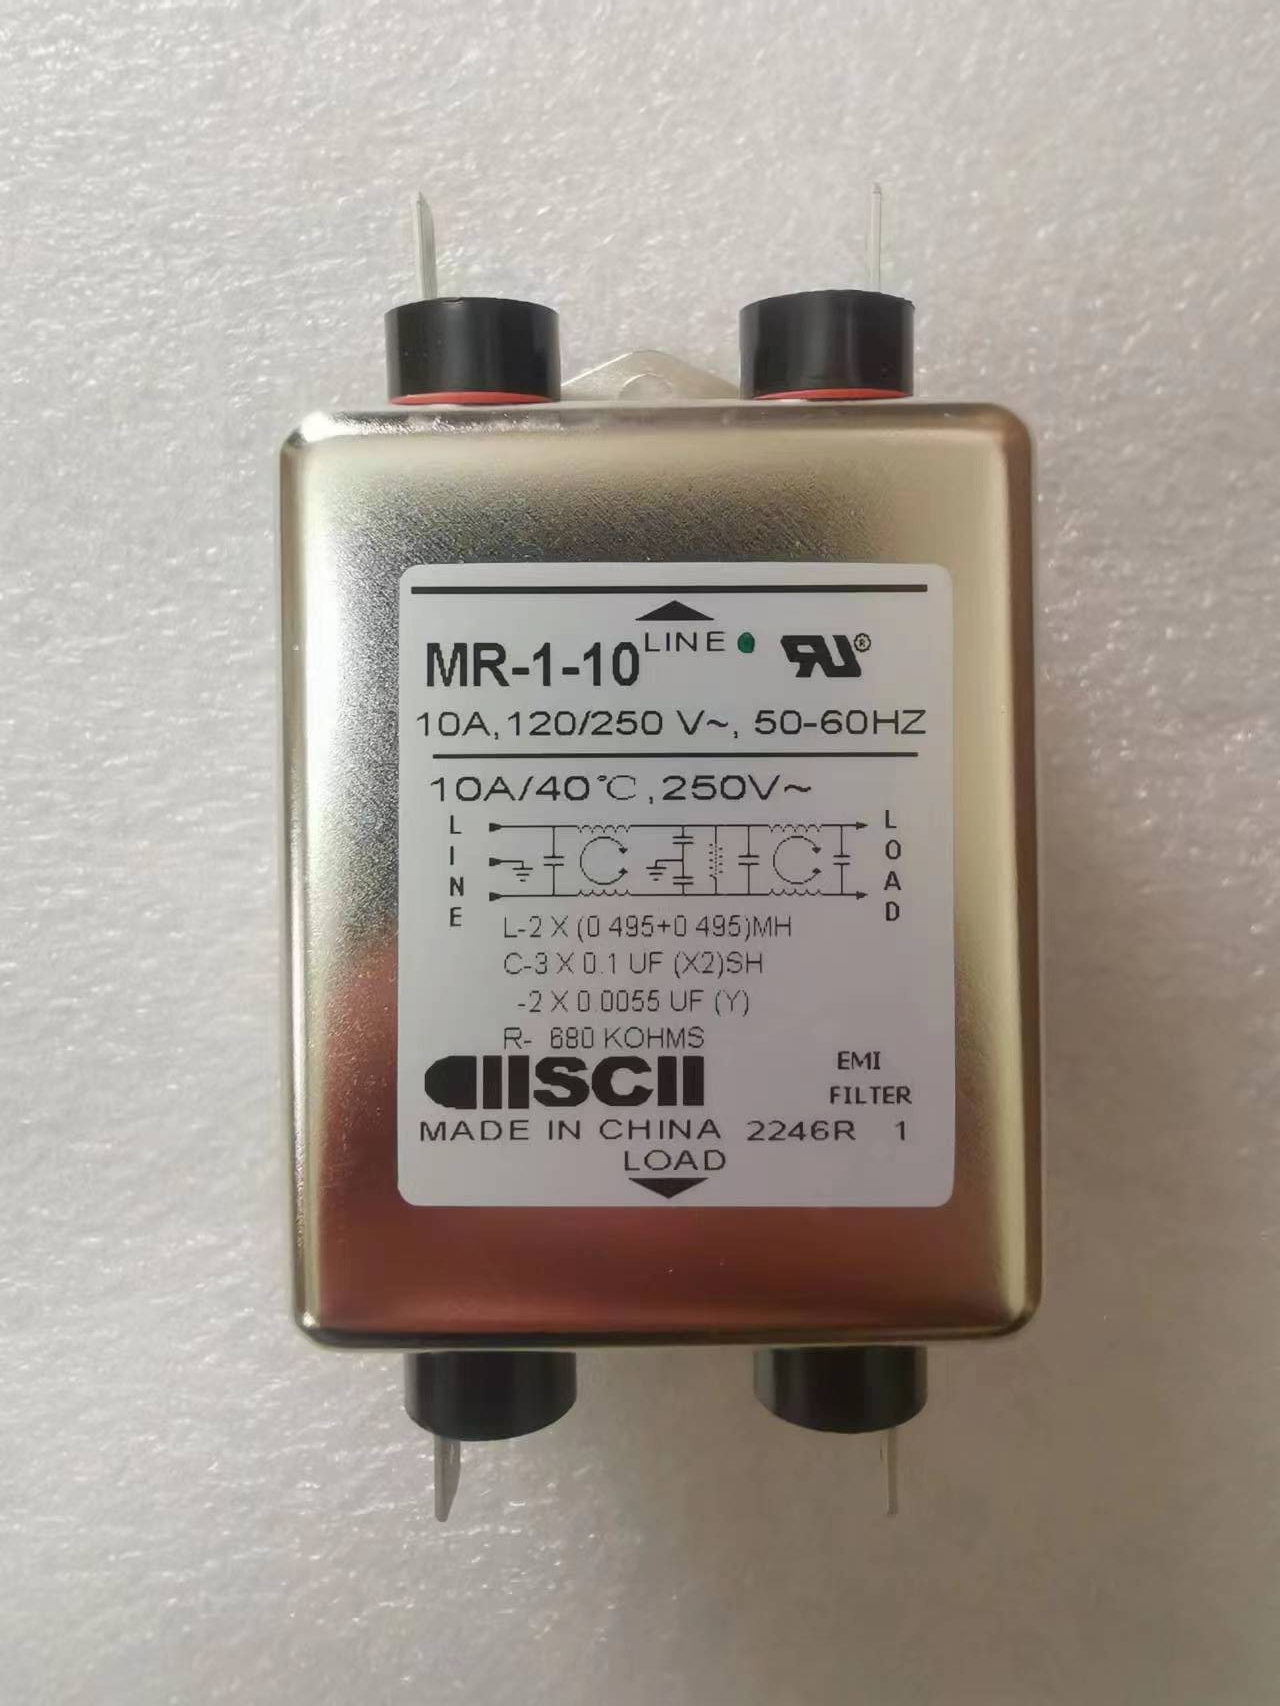 LINE
MR-1-10
RU®
10A,120/250 V~, 50-60HZ
10A/40℃,250V~
LINE
LOAD
L-2 X (0 495+0 495)MH
C-3 X 0.1 UF (X2)SH
-2 X 0.0055 UF (Y)
R- 680 KOHMS
EMI
FILTER
MADE IN CHINA 2246R 1
LOAD